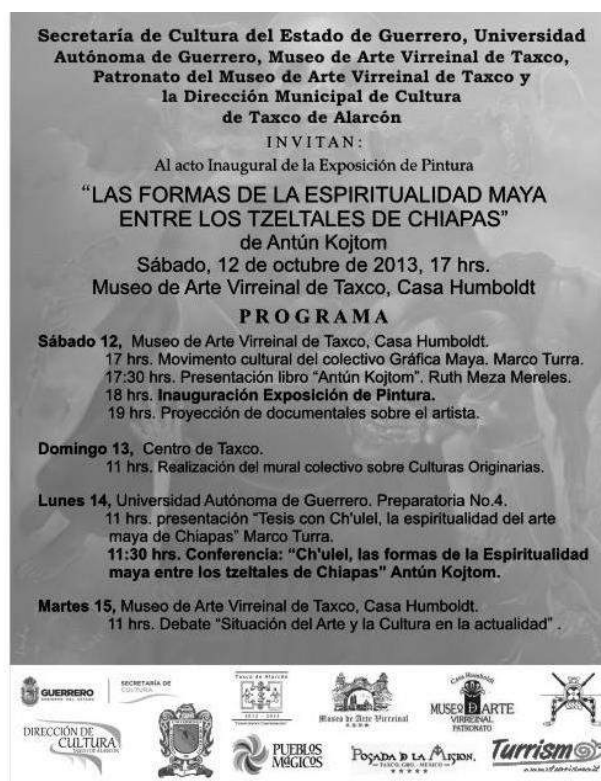 Secretaría de Cultura del Estado de Guerrero, Universidad
Autónoma de Guerrero, Museo de Arte Virreinal de Taxco,
Patronato del Museo de Arte Virreinal de Taxco y
la Dirección Municipal de Cultura
de Taxco de Alarcón
INVITAN:
Al acto Inaugural de la Exposición de Pintura
“LAS FORMAS DE LA ESPIRITUALIDAD MAYA
ENTRE LOS TZELTALES DE CHIAPAS”
de Antún Kojtom
Sábado, 12 de octubre de 2013, 17 hrs.
Museo de Arte Virreinal de Taxco, Casa Humboldt
PROGRAMA
Sábado 12, Museo de Arte Virreinal de Taxco, Casa Humboldt.
17 hrs. Movimento cultural del colectivo Gráfica Maya. Marco Turra.
17:30 hrs. Presentación libro “Antún Kojtom”. Ruth Meza Mereles.
18 hrs. Inauguración Exposición de Pintura.
19 hrs. Proyección de documentales sobre el artista.
Domingo 13, Centro de Taxco.
11 hrs. Realización del mural colectivo sobre Culturas Originarias.
Lunes 14, Universidad Autónoma de Guerrero. Preparatoria No.4.
11 hrs. presentación “Tesis con Ch'ulel, la espiritualidad del arte
maya de Chiapas” Marco Turra.
11:30 hrs. Conferencia: “Ch'ulel, las formas de la Espiritualidad
maya entre los tzeltales de Chiapas” Antún Kojtom.
Martes 15, Museo de Arte Virreinal de Taxco, Casa Humboldt.
11 hrs. Debate “Situación del Arte y la Cultura en la actualidad” .
GUERRERO
SECRETARÍA DE
CULTURA
Taxco de Alarcón
2012 - 2015
Museo de Arte Virreinal
Casa Humboldt
MUSEO DE ARTE
VIRREINAL
PATRONATO
DIRECCIÓN DE
CULTURA
TAXCO DE ALARCÓN
PUEBLOS
MÁGICOS
POSADA D LA MISION.
TAXCO, GRO. MEXICO
Turrismo